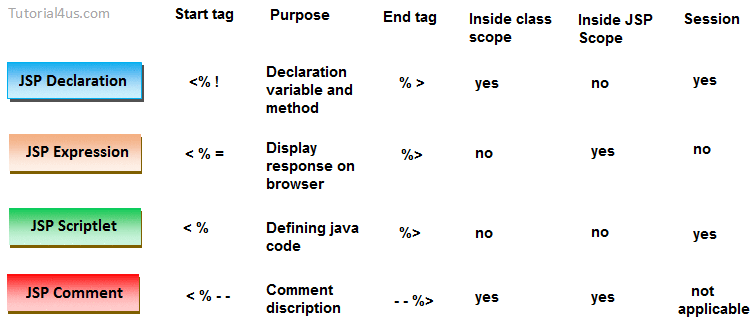 Tutorial4us.com
Start tag Purpose End tag Inside class scope Inside JSP Scope Session
JSP Declaration <% ! Declaration variable and method % > yes no yes
JSP Expression < % = Display response on browser %> no yes no
JSP Scriptlet < % Defining java code %> no no yes
JSP Comment < % - - Comment discription - - %> yes yes not applicable